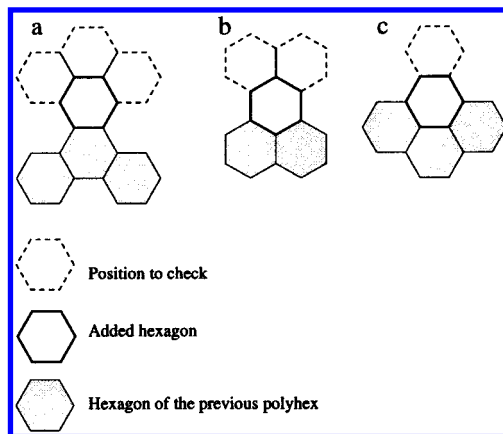 a b c
Position to check
Added hexagon
Hexagon of the previous polyhex